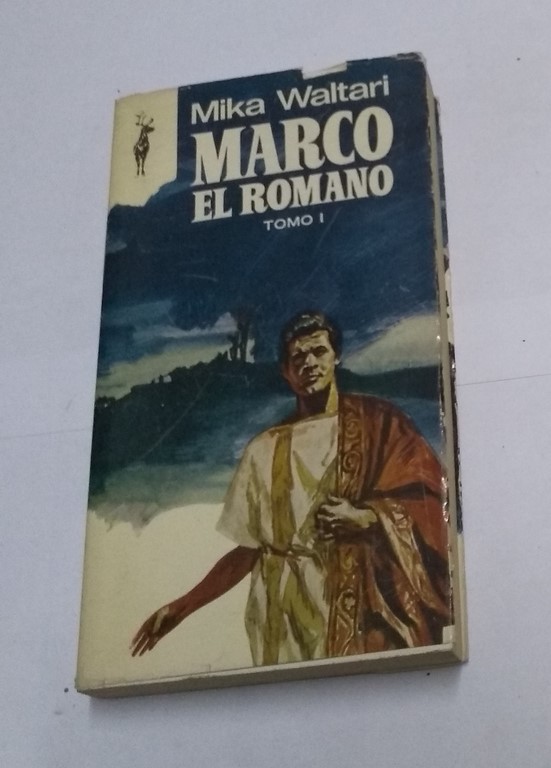 Mika Waltari
MARCO
EL ROMANO
TOMO I